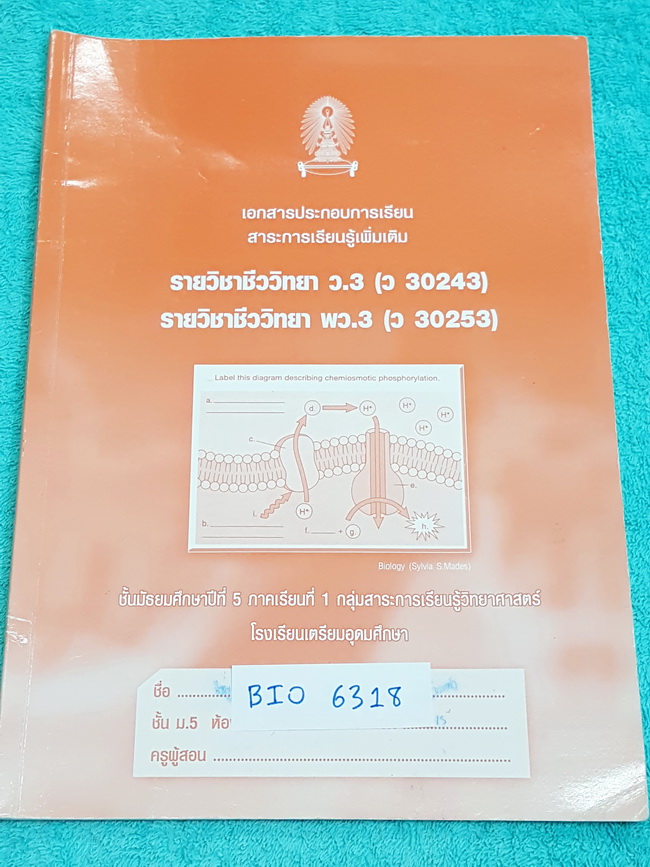 เอกสารประกอบการเรียน
สาระการเรียนรู้เพิ่มเติม
รายวิชาชีววิทยา ว.3 (ว 30243)
รายวิชาชีววิทยา พว.3 (ว 30253)
Label this diagram describing chemiosmotic phosphorylation.
a.
d. H+ H+ H+
H+
c.
e.
i. H+
b.
f. + g. h.
Biology (Sylvia S.Mades)
ชั้นมัธยมศึกษาปีที่ 5 ภาคเรียนที่ 1 กลุ่มสาระการเรียนรู้วิทยาศาสตร์
โรงเรียนเตรียมอุดมศึกษา
ชื่อ
BIO 6318
ชั้น ม.5 ห้อง
ครูผู้สอน